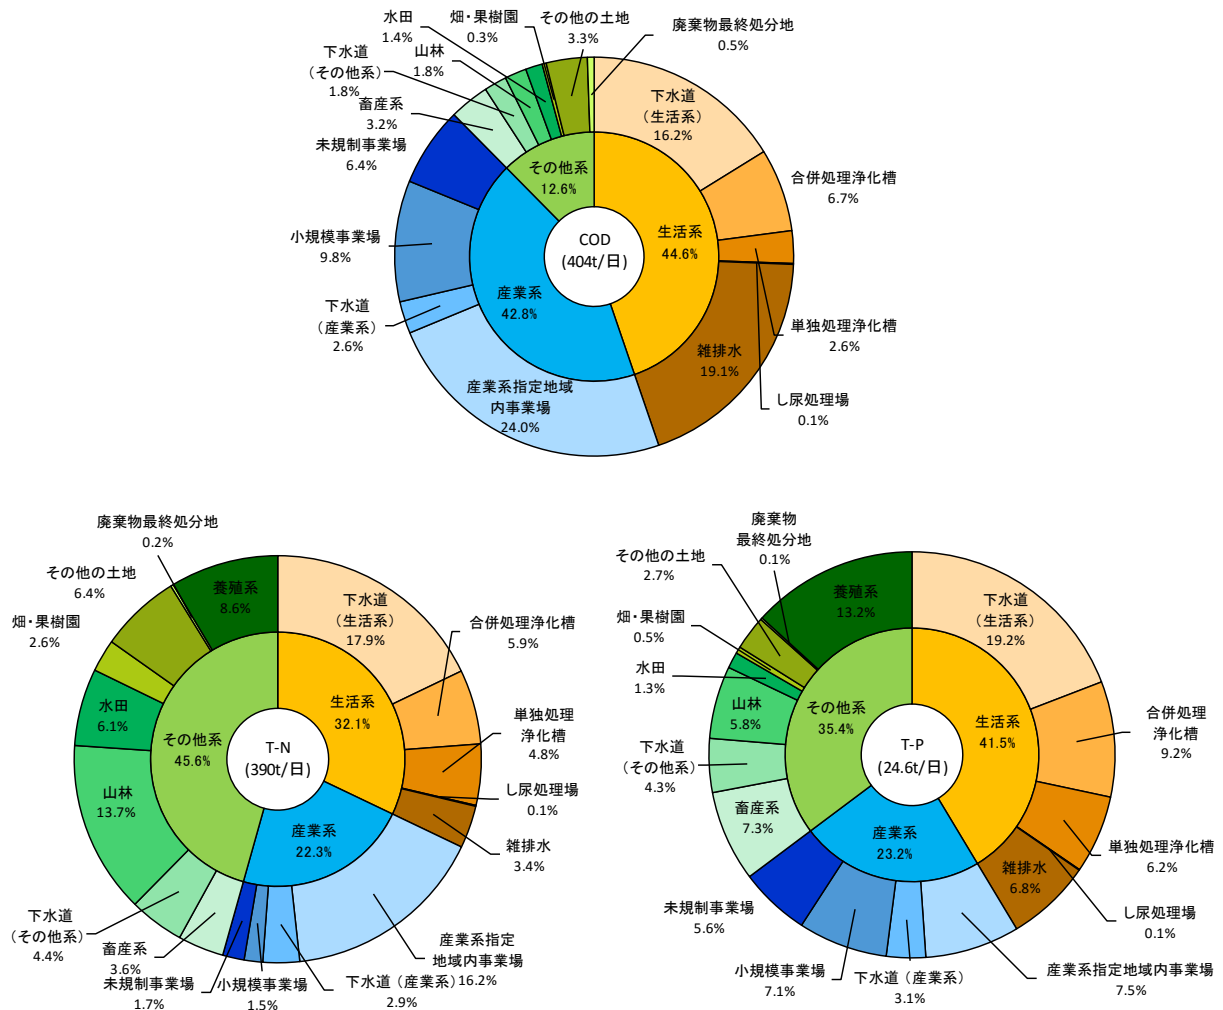 水田
1.4%
畑・果樹園
0.3%
その他の土地
3.3%
廃棄物最終処分地
0.5%
下水道
（その他系）
1.8%
山林
1.8%
畜産系
3.2%
未規制事業場
6.4%
小規模事業場
9.8%
下水道
（産業系）
2.6%
産業系指定地域
内事業場
24.0%
下水道
（生活系）
16.2%
合併処理浄化槽
6.7%
単独処理浄化槽
2.6%
し尿処理場
0.1%
雑排水
19.1%
その他系
12.6%
生活系
44.6%
産業系
42.8%
COD
(404t/日)
廃棄物最終処分地
0.2%
その他の土地
6.4%
畑・果樹園
2.6%
養殖系
8.6%
下水道
（生活系）
17.9%
合併処理浄化槽
5.9%
単独処理
浄化槽
4.8%
し尿処理場
0.1%
雑排水
3.4%
水田
6.1%
山林
13.7%
生活系
32.1%
その他系
45.6%
産業系
22.3%
T-N
(390t/日)
下水道
（その他系）
4.4%
畜産系
3.6%
未規制事業場
1.7%
小規模事業場
1.5%
下水道（産業系）
2.9%
産業系指定
地域内事業場
16.2%
廃棄物
最終処分地
0.1%
その他の土地
2.7%
畑・果樹園
0.5%
水田
1.3%
山林
5.8%
下水道
（その他系）
4.3%
畜産系
7.3%
養殖系
13.2%
下水道
（生活系）
19.2%
合併処理
浄化槽
9.2%
単独処理浄化槽
6.2%
し尿処理場
0.1%
雑排水
6.8%
その他系
35.4%
生活系
41.5%
産業系
23.2%
T-P
(24.6t/日)
未規制事業場
5.6%
小規模事業場
7.1%
下水道（産業系）
3.1%
産業系指定地域内事業場
7.5%